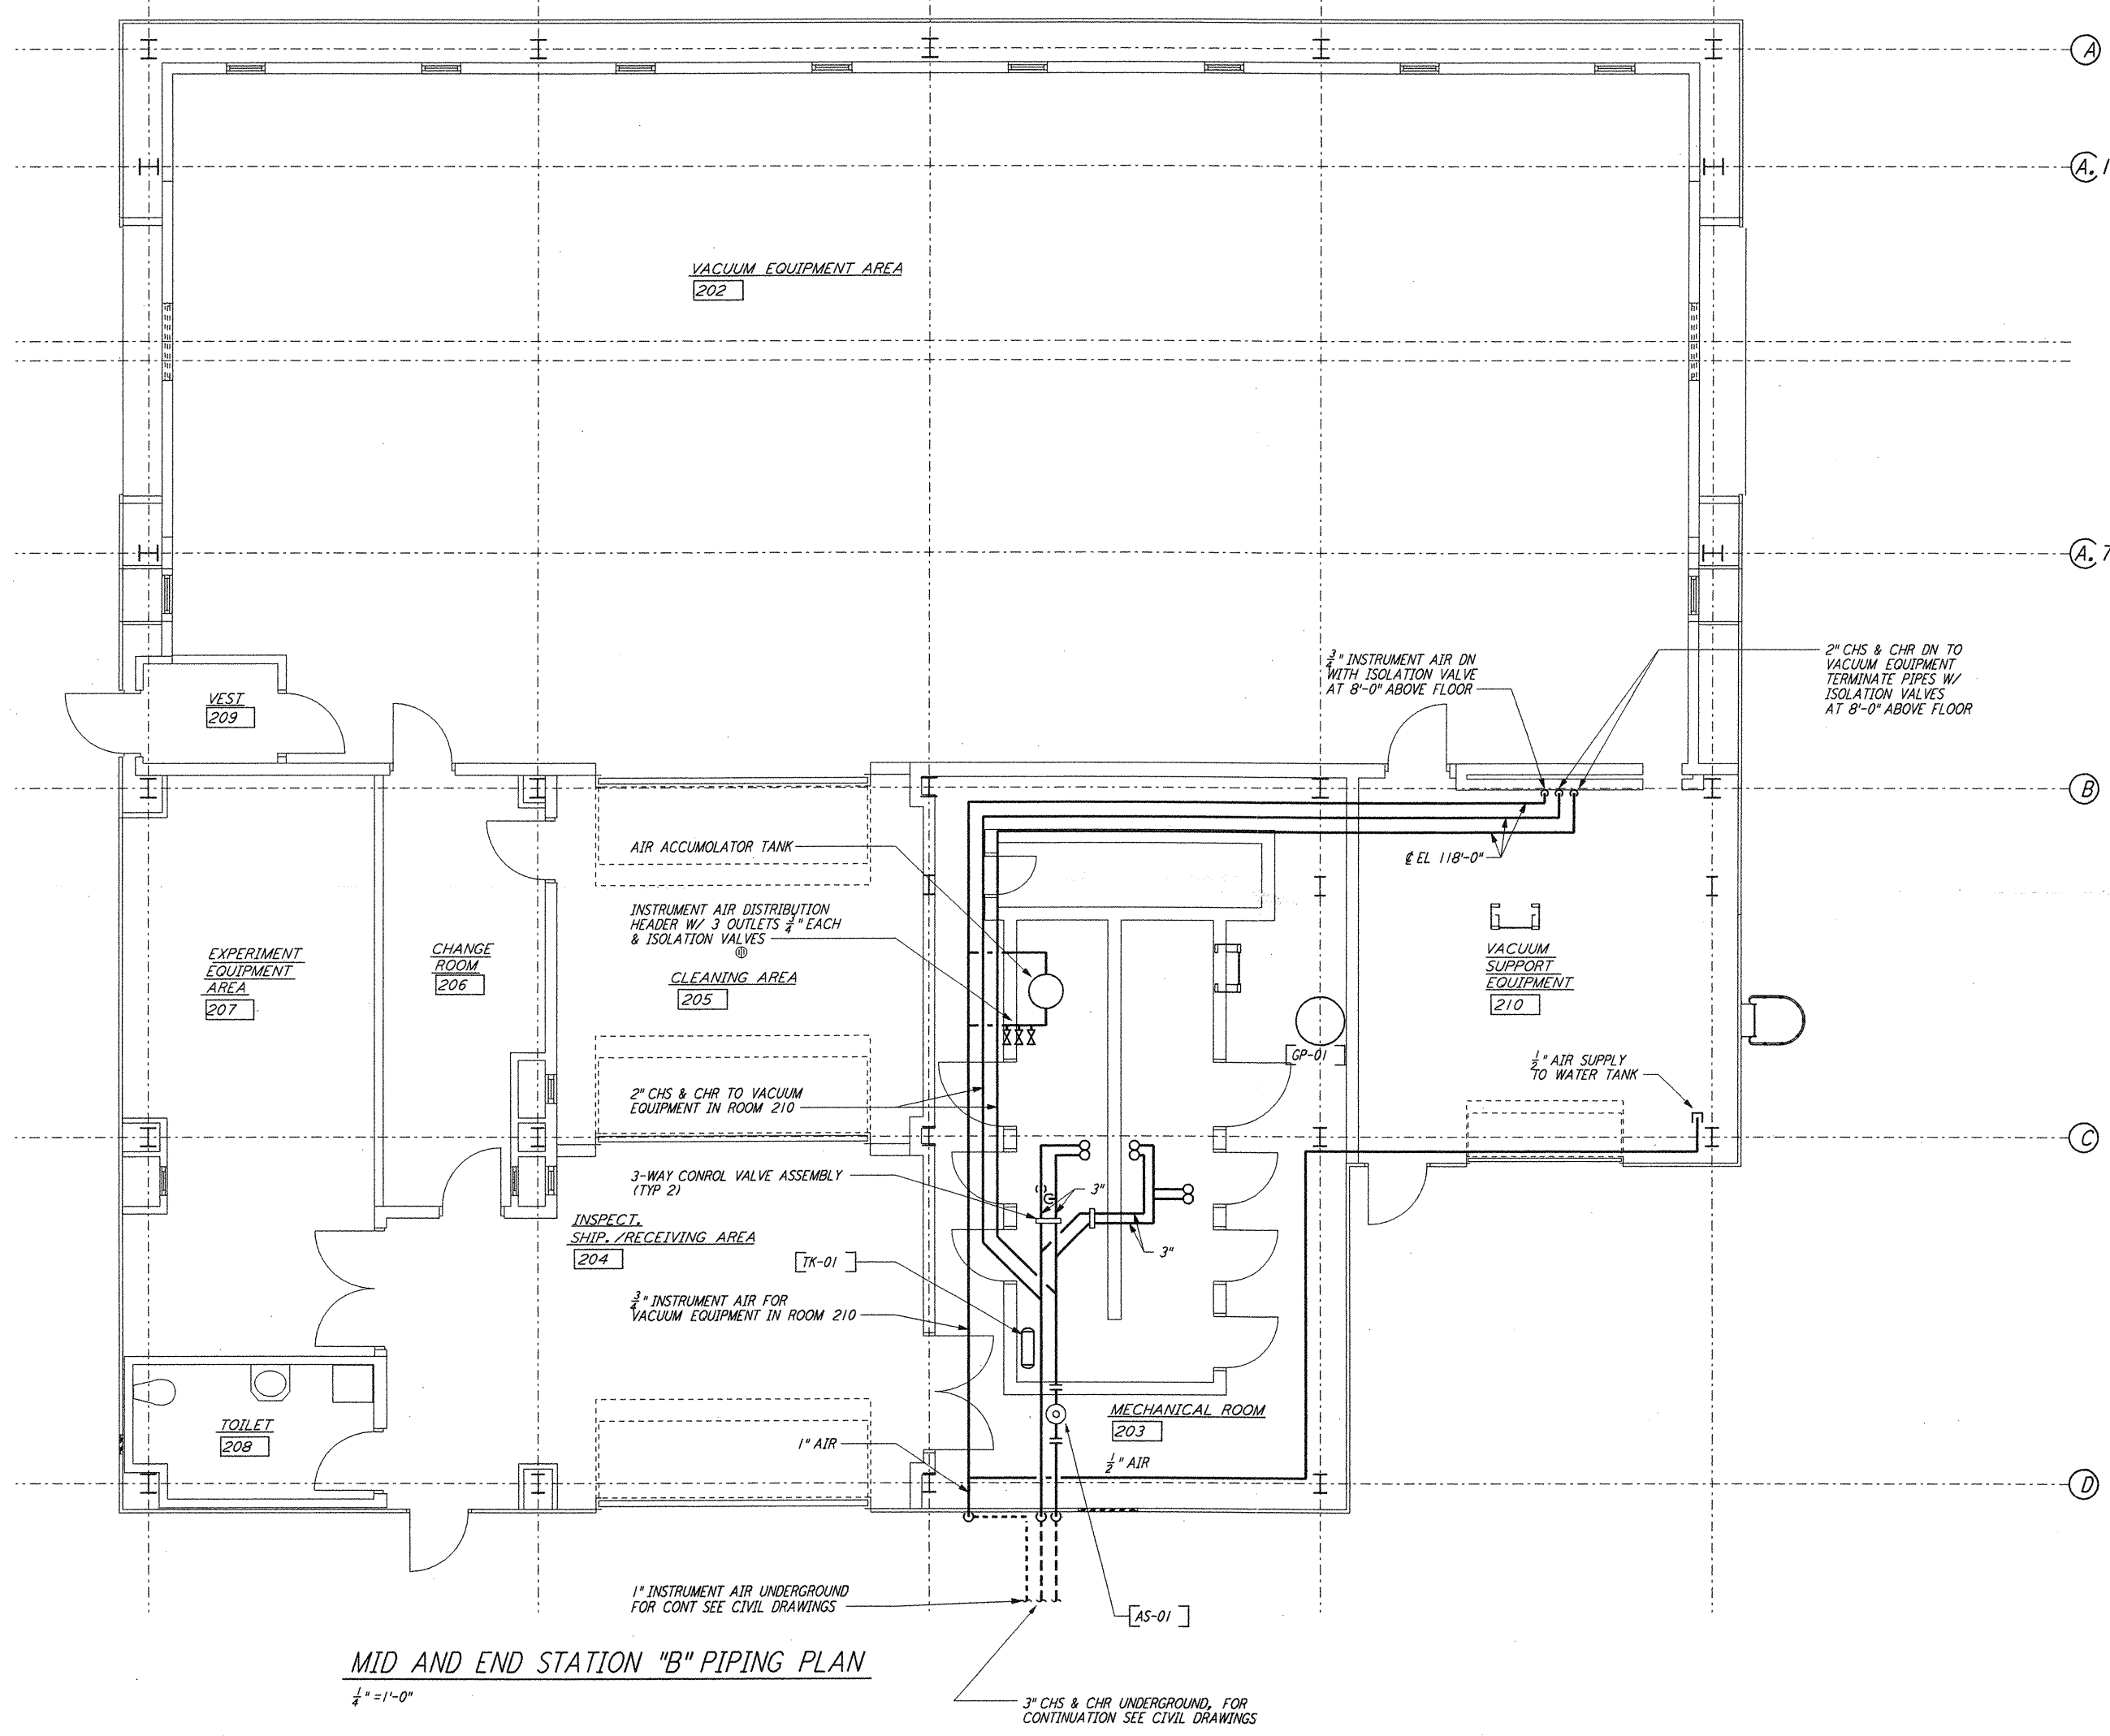 A
A.1
VACUUM EQUIPMENT AREA
202
A.7
3/4" INSTRUMENT AIR DN
WITH ISOLATION VALVE
AT 8'-0" ABOVE FLOOR
2" CHS & CHR DN TO
VACUUM EQUIPMENT
TERMINATE PIPES W/
ISOLATION VALVES
AT 8'-0" ABOVE FLOOR
VEST
209
B
AIR ACCUMOLATOR TANK
℄ EL 118'-0"
INSTRUMENT AIR DISTRIBUTION
HEADER W/ 3 OUTLETS 3/4" EACH
& ISOLATION VALVES
EXPERIMENT
EQUIPMENT
AREA
207
CHANGE
ROOM
206
CLEANING AREA
205
VACUUM
SUPPORT
EQUIPMENT
210
GP-01
1/2" AIR SUPPLY
TO WATER TANK
2" CHS & CHR TO VACUUM
EQUIPMENT IN ROOM 210
C
3-WAY CONROL VALVE ASSEMBLY
(TYP 2)
3"
3"
INSPECT.
SHIP./RECEIVING AREA
204
TK-01
3/4" INSTRUMENT AIR FOR
VACUUM EQUIPMENT IN ROOM 210
TOILET
208
MECHANICAL ROOM
203
1" AIR
1/2" AIR
D
1" INSTRUMENT AIR UNDERGROUND
FOR CONT SEE CIVIL DRAWINGS
AS-01
MID AND END STATION "B" PIPING PLAN
1/4" =1'-0"
3" CHS & CHR UNDERGROUND, FOR
CONTINUATION SEE CIVIL DRAWINGS